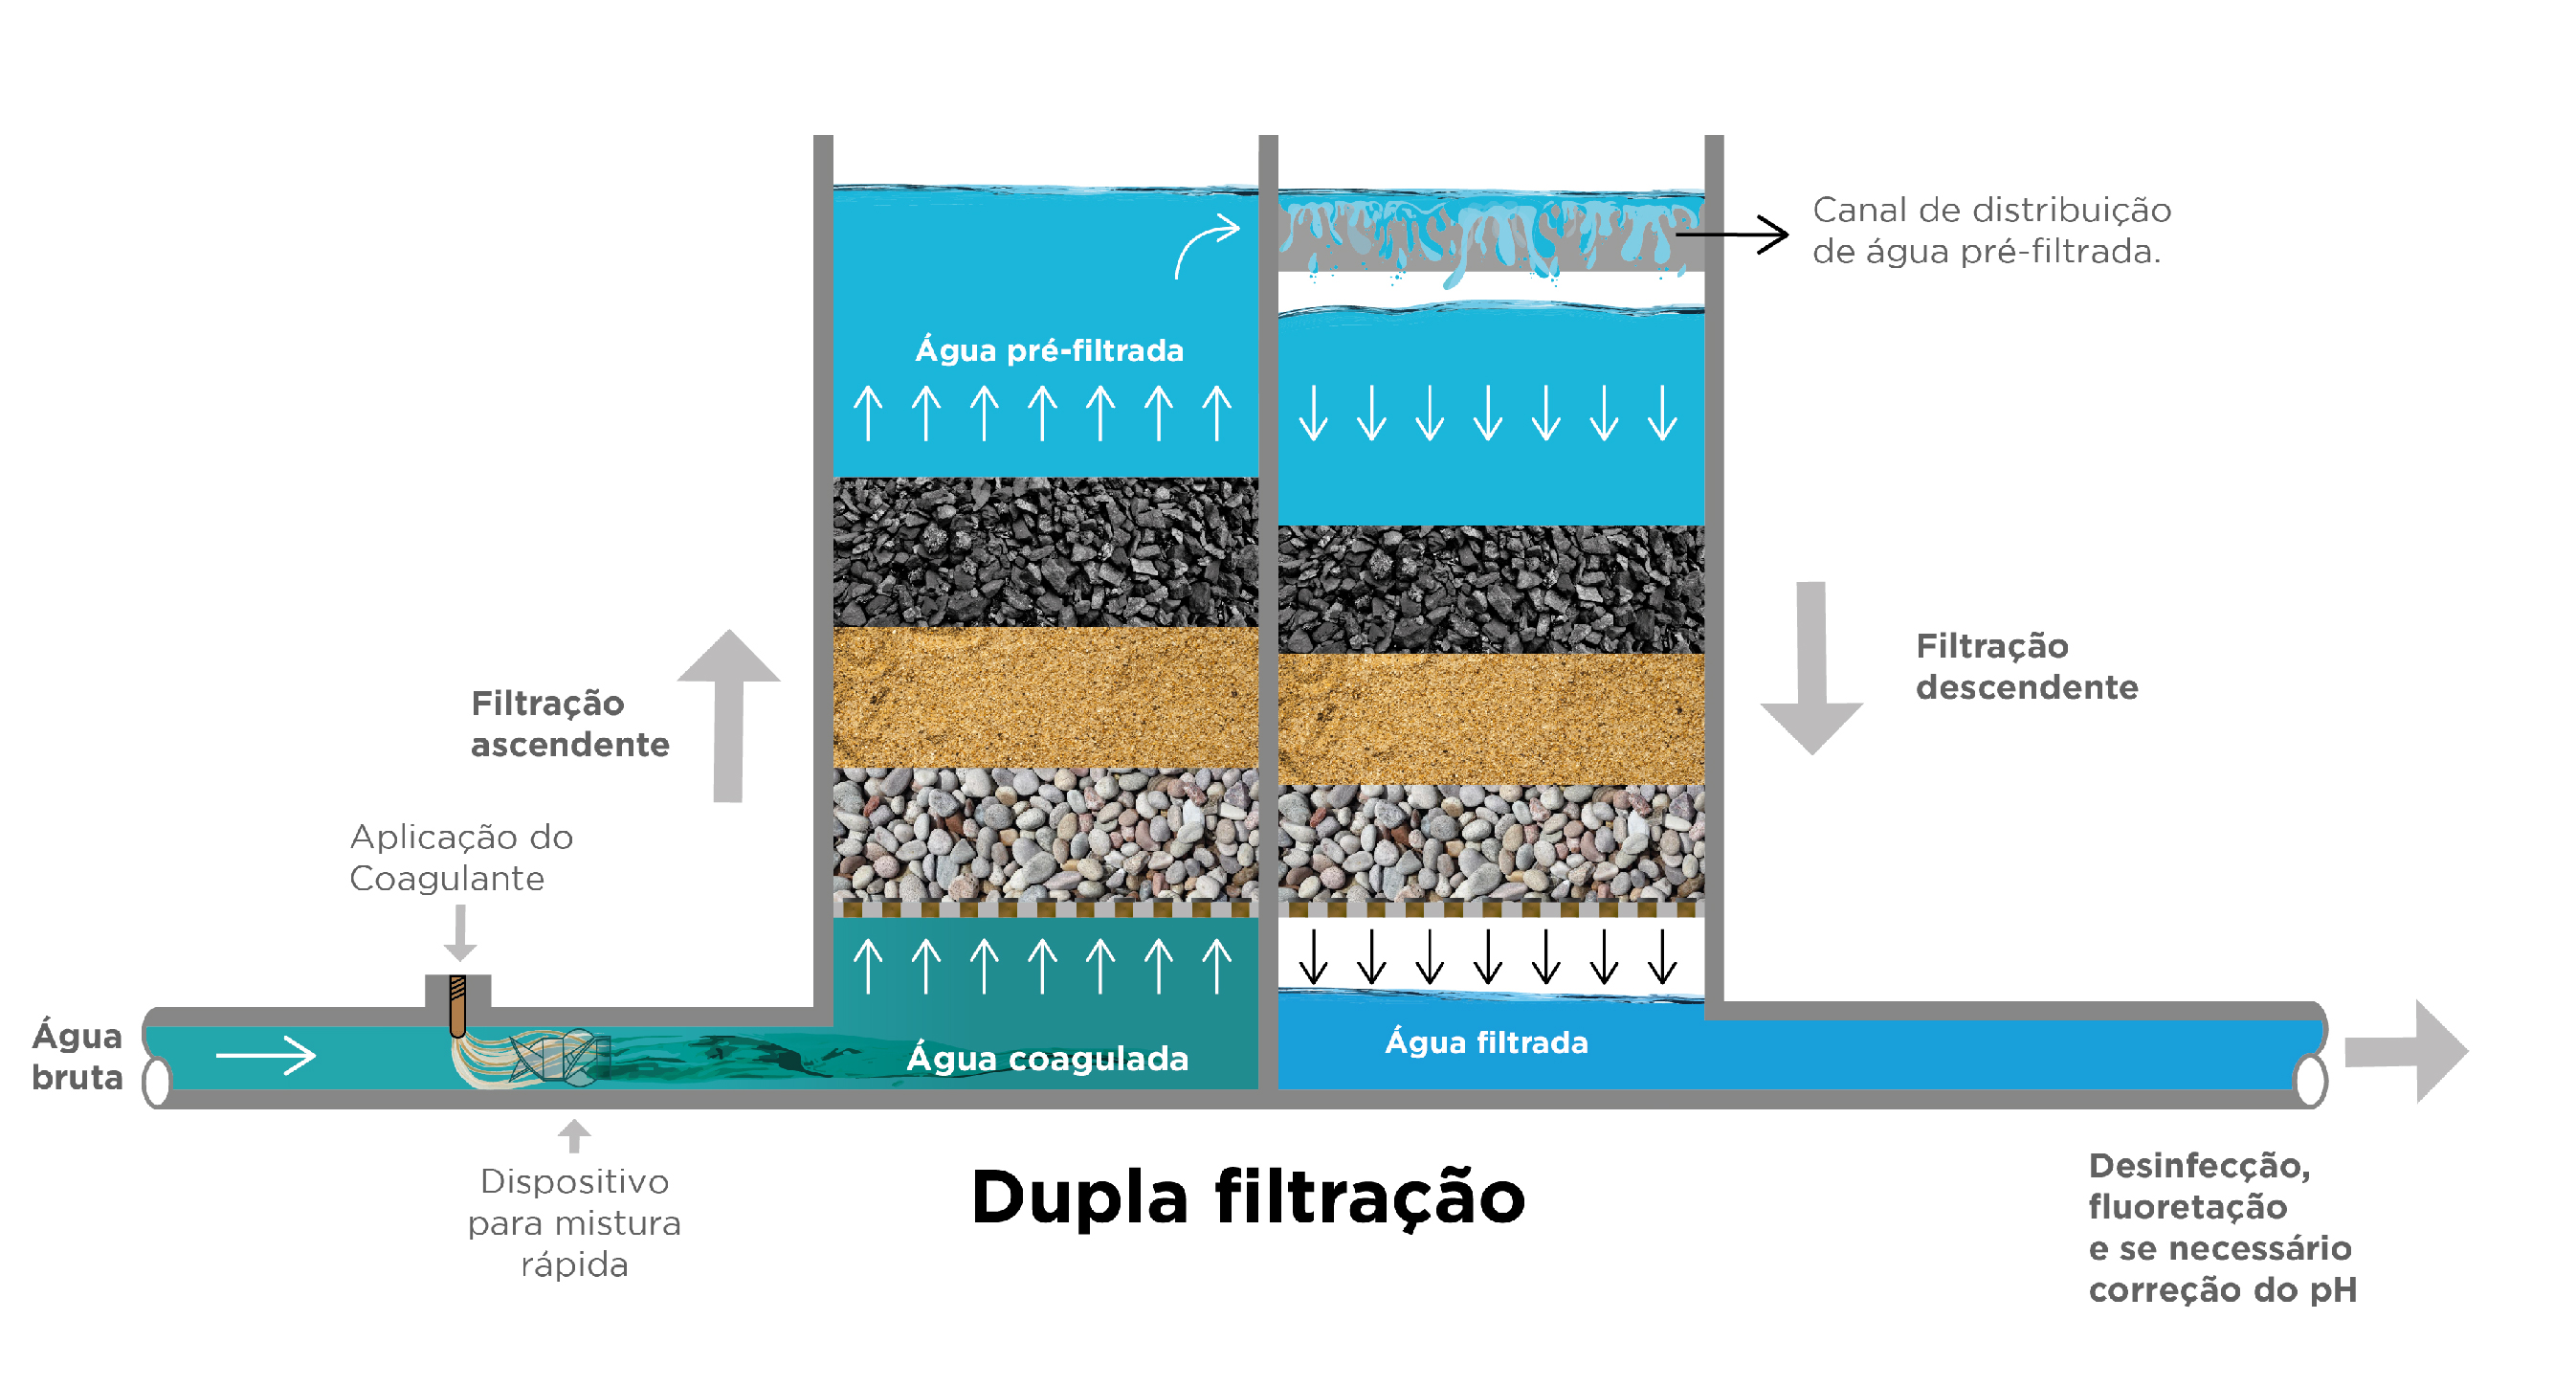 Canal de distribuição
de água pré-filtrada.
Água pré-filtrada
Filtração
ascendente
Filtração
descendente
Aplicação do
Coagulante
Água
bruta
Água coagulada
Água filtrada
Dispositivo
para mistura
rápida
Dupla filtração
Desinfecção,
fluoretação
e se necessário
correção do pH